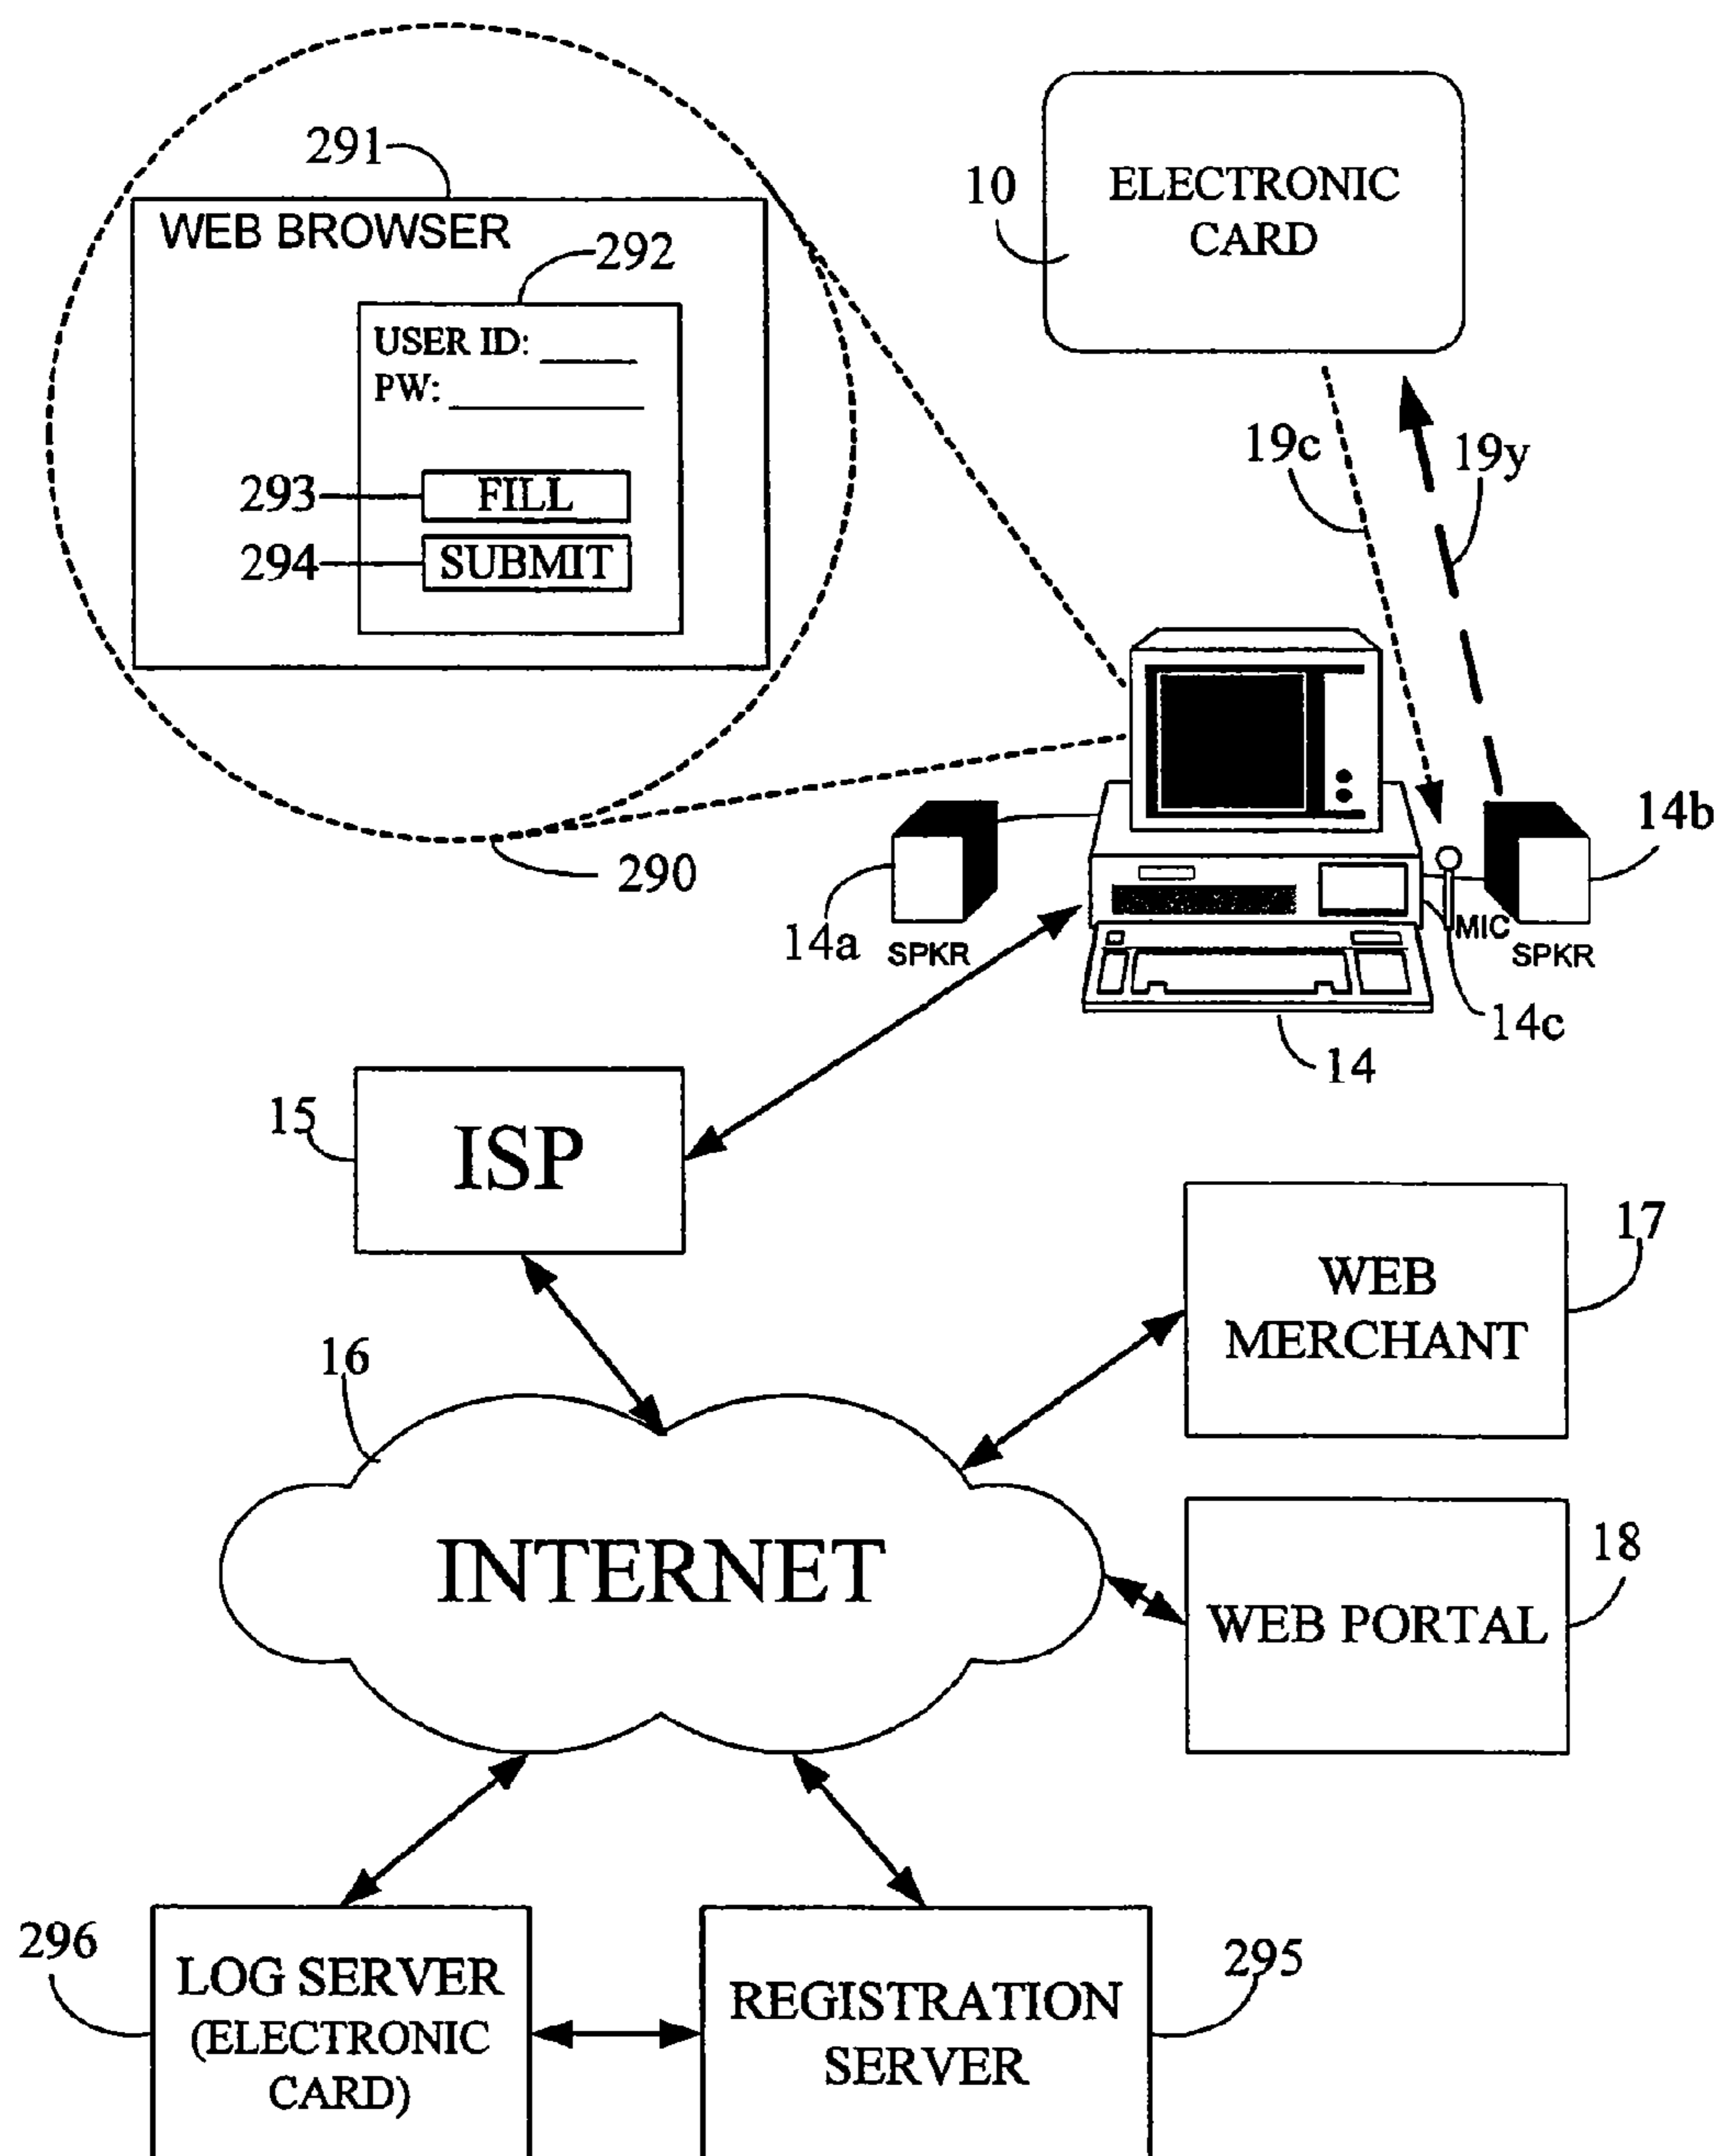 291
WEB BROWSER
292
USER ID:
PW:
293
FILL
294
SUBMIT
290
10
ELECTRONIC
CARD
19c
19y
14a
SPKR
MIC
14b
SPKR
14c
14
15
ISP
17
WEB
MERCHANT
16
INTERNET
18
WEB PORTAL
296
LOG SERVER
(ELECTRONIC
CARD)
REGISTRATION
SERVER
295